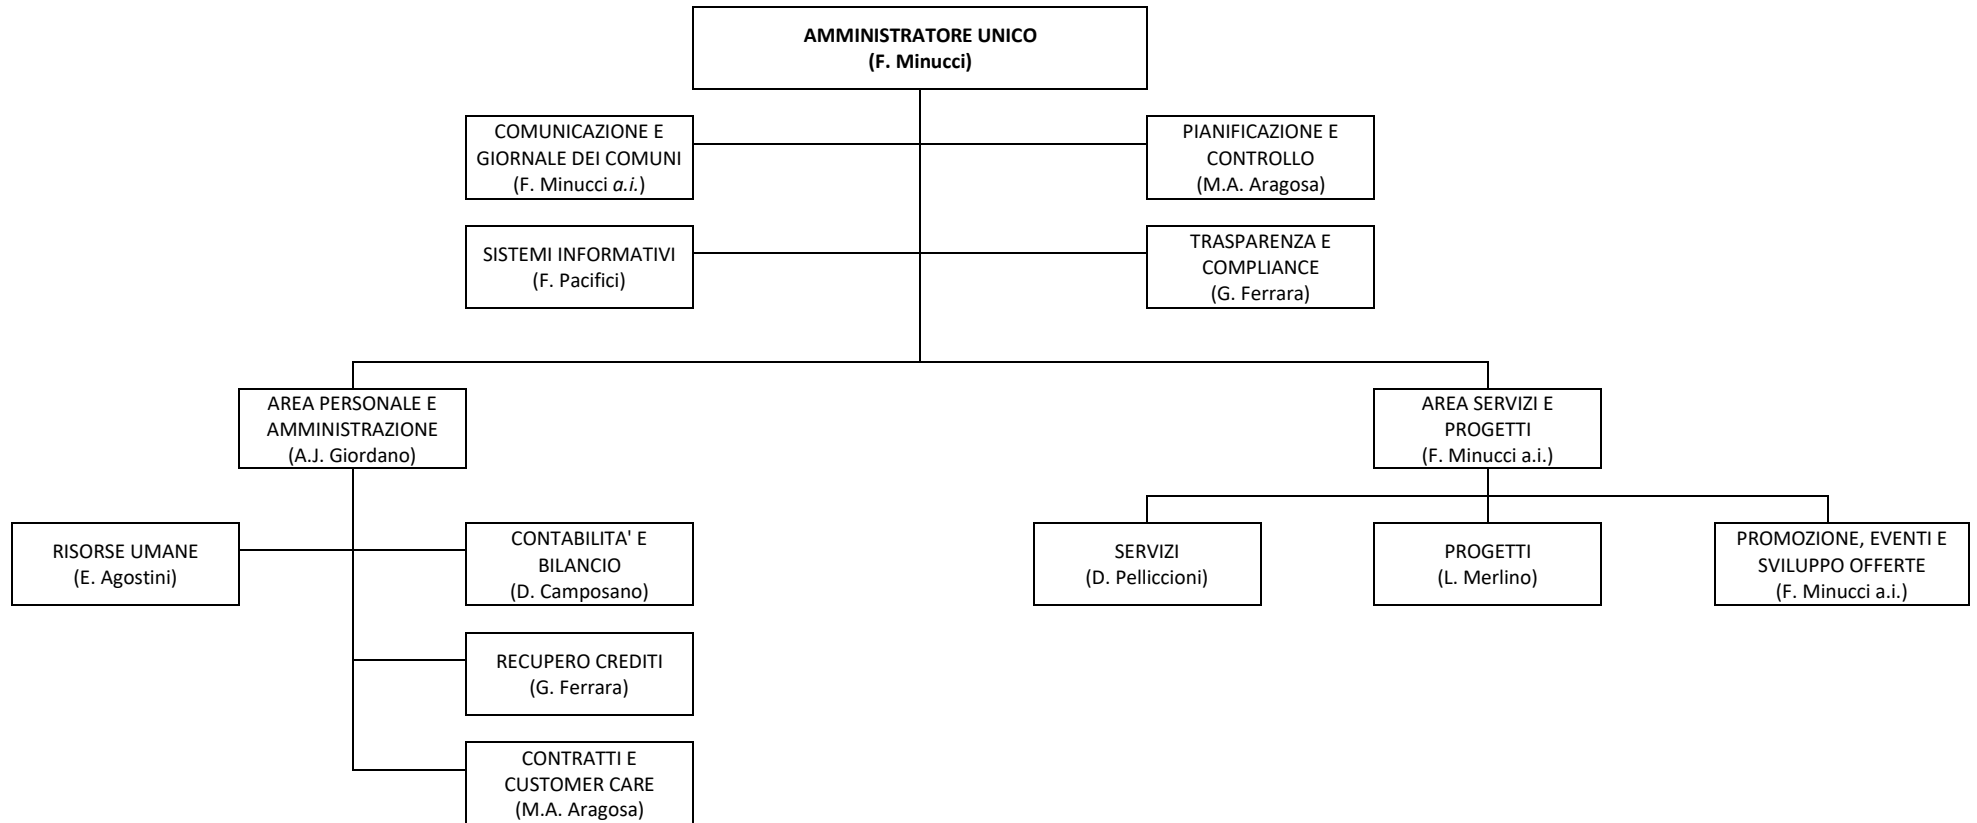 AMMINISTRATORE UNICO
(F. Minucci)
COMUNICAZIONE E
GIORNALE DEI COMUNI
(F. Minucci a.i.)
PIANIFICAZIONE E
CONTROLLO
(M.A. Aragosa)
SISTEMI INFORMATIVI
(F. Pacifici)
TRASPARENZA E
COMPLIANCE
(G. Ferrara)
AREA PERSONALE E
AMMINISTRAZIONE
(A.J. Giordano)
AREA SERVIZI E
PROGETTI
(F. Minucci a.i.)
RISORSE UMANE
(E. Agostini)
CONTABILITA' E
BILANCIO
(D. Camposano)
SERVIZI
(D. Pelliccioni)
PROGETTI
(L. Merlino)
PROMOZIONE, EVENTI E
SVILUPPO OFFERTE
(F. Minucci a.i.)
RECUPERO CREDITI
(G. Ferrara)
CONTRATTI E
CUSTOMER CARE
(M.A. Aragosa)